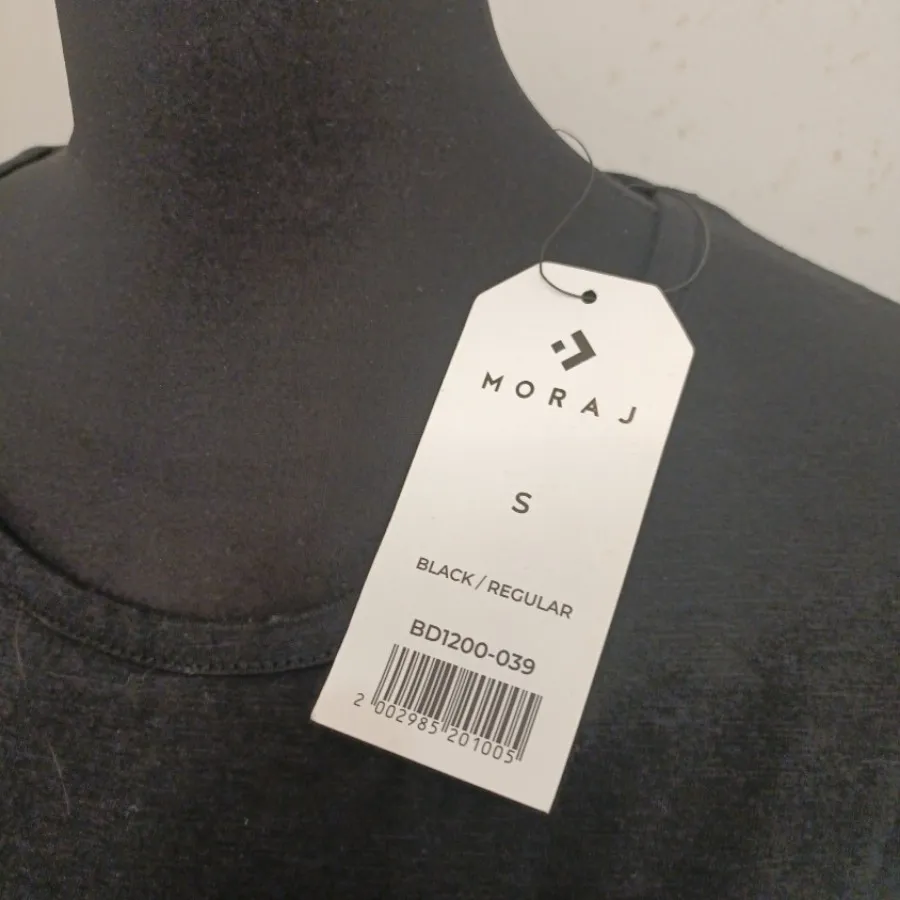 MORAJ
S
BLACK / REGULAR
BD1200-039
2 002985 201005